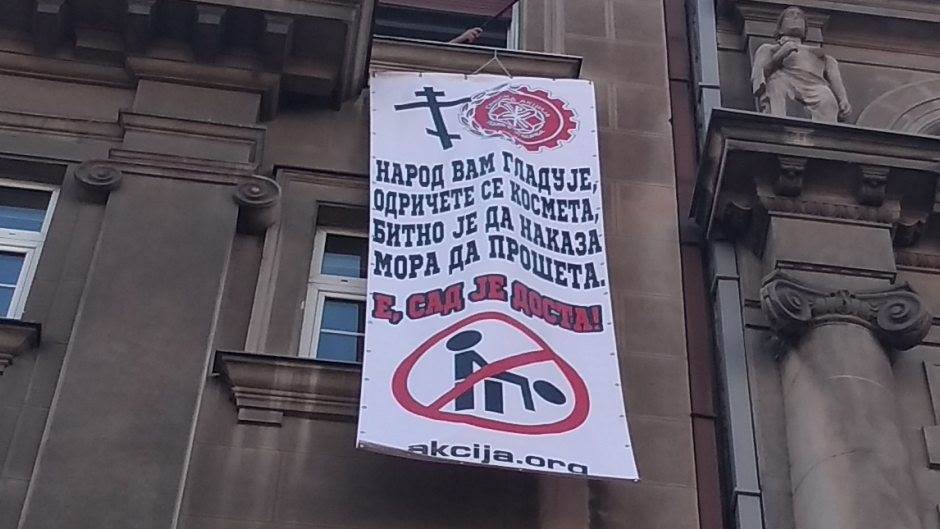 НАРОД ВАМ ГЛАДУЈЕ,
ОДРИЧЕТЕ СЕ КОСМЕТА,
БИТНО ЈЕ ДА НАКАЗА
МОРА ДА ПРОШЕТА.
Е, САД ЈЕ ДОСТА!
akcija.org